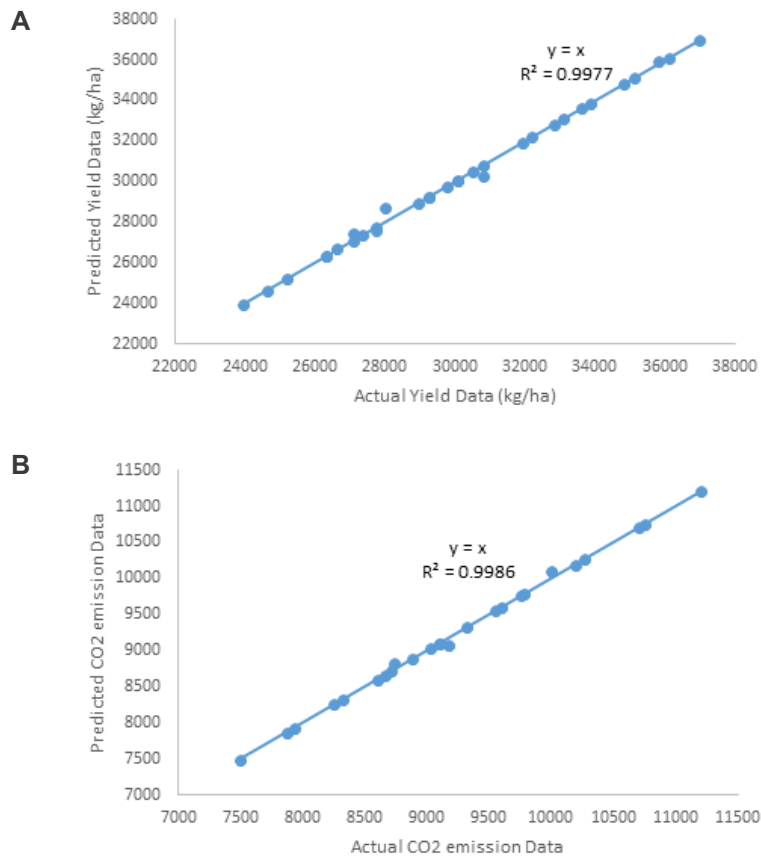 A
38000
36000
34000
32000
30000
28000
26000
24000
22000
Predicted Yield Data (kg/ha)
y = x
R² = 0.9977
22000 24000 26000 28000 30000 32000 34000 36000 38000
Actual Yield Data (kg/ha)
B
11500
11000
10500
10000
9500
9000
8500
8000
7500
7000
Predicted CO2 emission Data
y = x
R² = 0.9986
7000 7500 8000 8500 9000 9500 10000 10500 11000 11500
Actual CO2 emission Data